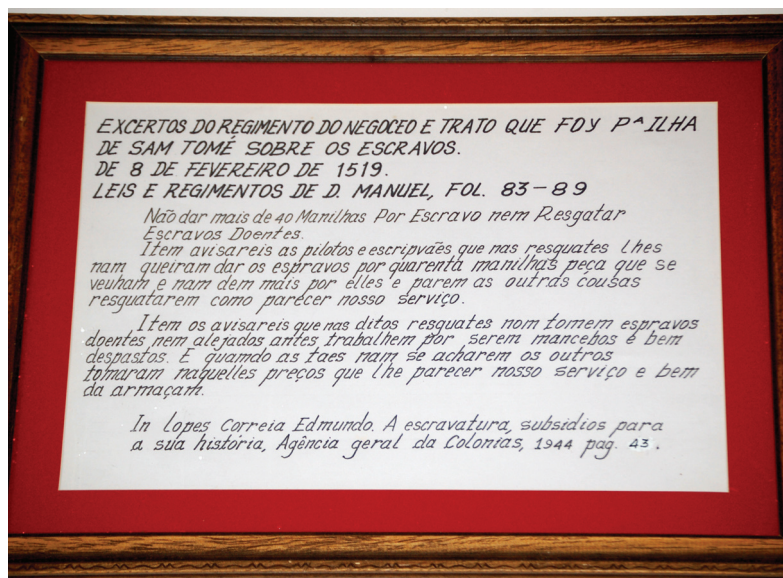 EXCERTOS DO REGIMENTO DO NEGOCEO E TRATO QUE FOY Pª ILHA
DE SAM TOMÉ SOBRE OS ESCRAVOS.
DE 8 DE FEVEREIRO DE 1519.
LEIS E REGIMENTOS DE D. MANUEL, FOL. 83-89
Não dar mais de 40 Manilhas Por Escravo nem Resgatar
Escravos Doentes.
Item avisareis as pilotos e escripvães que nas resguates lhes
nam queiram dar os espravos por quarenta manilhas peça que se
veuham e nam dem mais por elles e parem as outras cousas
resguatarem como parecer nosso serviço.
Item os avisareis que nas ditos resguates nom tomem espravos
doentes nem alejados antes trabalhem por serem mancebos e bem
despastos. E quamdo as taes nam se acharem os outros
tomaram naquelles preços que lhe parecer nosso serviço e bem
da armaçam.
In lopes Correia Edmundo. A escravatura, subsidios para
a sua história, Agência geral da Colonias, 1944 pag. 43.